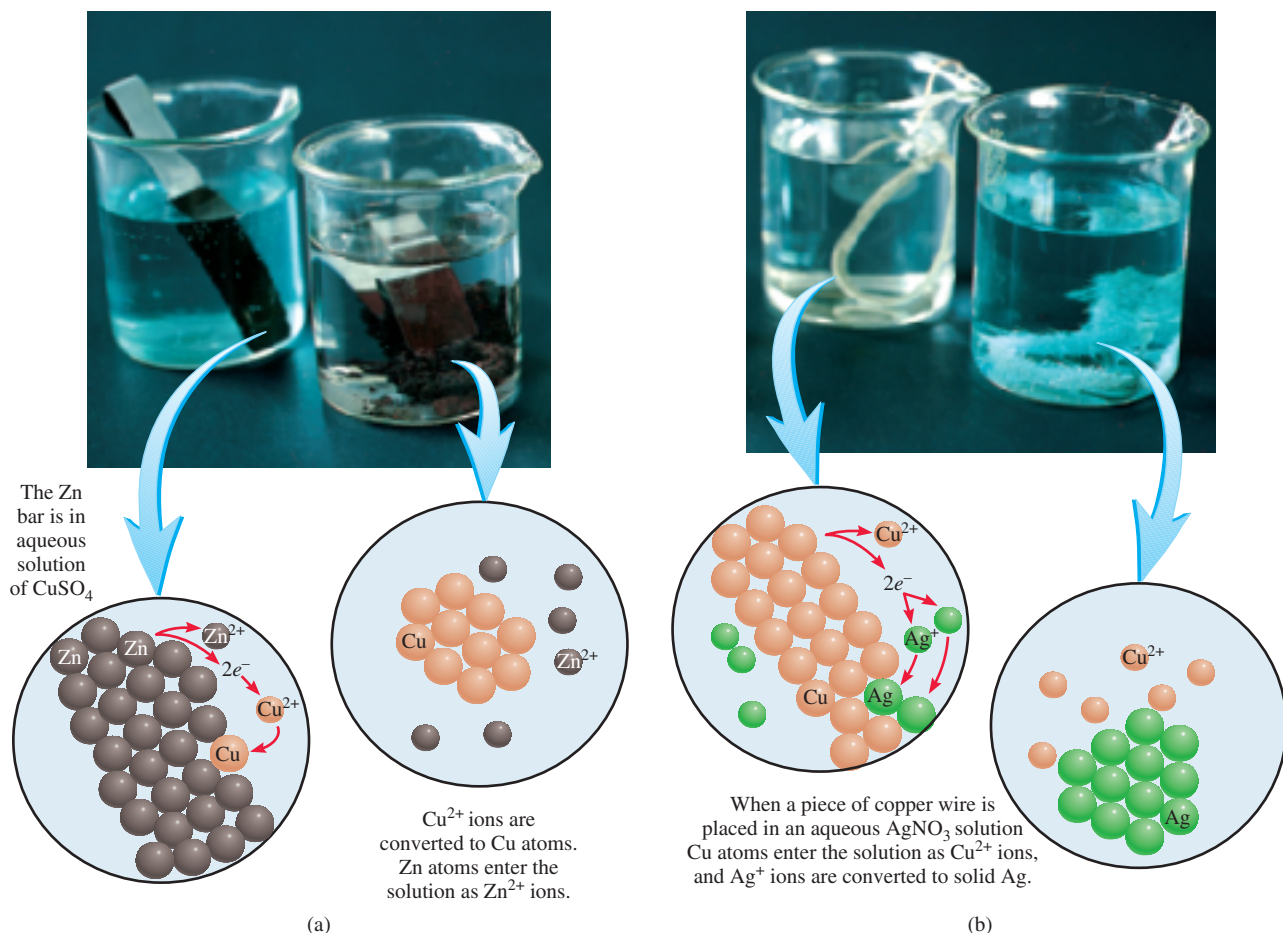 The Zn
bar is in
aqueous
solution
of CuSO₄
Zn
Zn
Zn²⁺
2e⁻
Cu²⁺
Cu
Cu
Zn²⁺
Cu²⁺ ions are
converted to Cu atoms.
Zn atoms enter the
solution as Zn²⁺ ions.
(a)
Cu²⁺
2e⁻
Ag⁺
Cu
Ag
When a piece of copper wire is
placed in an aqueous AgNO₃ solution
Cu atoms enter the solution as Cu²⁺ ions,
and Ag⁺ ions are converted to solid Ag.
Cu²⁺
Ag
(b)